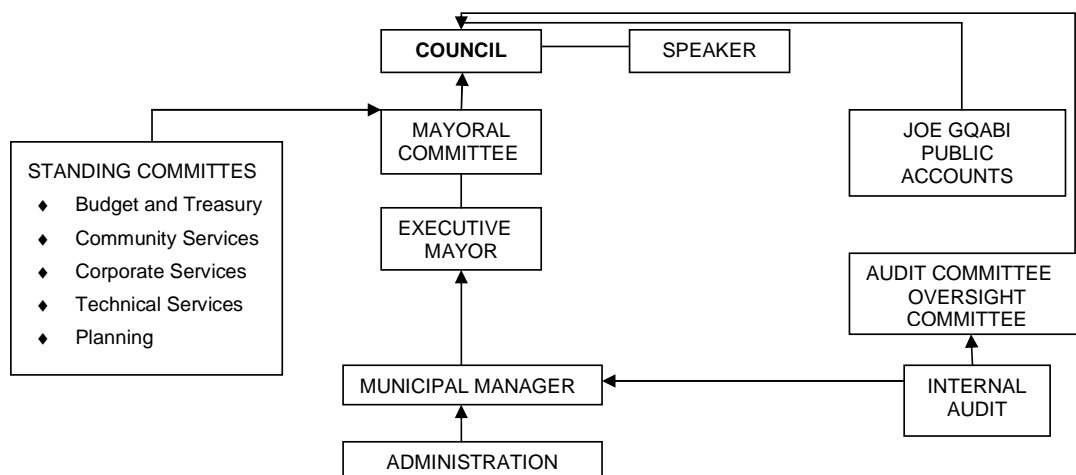 COUNCIL
SPEAKER
MAYORAL
COMMITTEE
JOE GQABI
PUBLIC
ACCOUNTS
STANDING COMMITTES
♦ Budget and Treasury
♦ Community Services
♦ Corporate Services
♦ Technical Services
♦ Planning
EXECUTIVE
MAYOR
AUDIT COMMITTEE
OVERSIGHT
COMMITTEE
MUNICIPAL MANAGER
INTERNAL
AUDIT
ADMINISTRATION